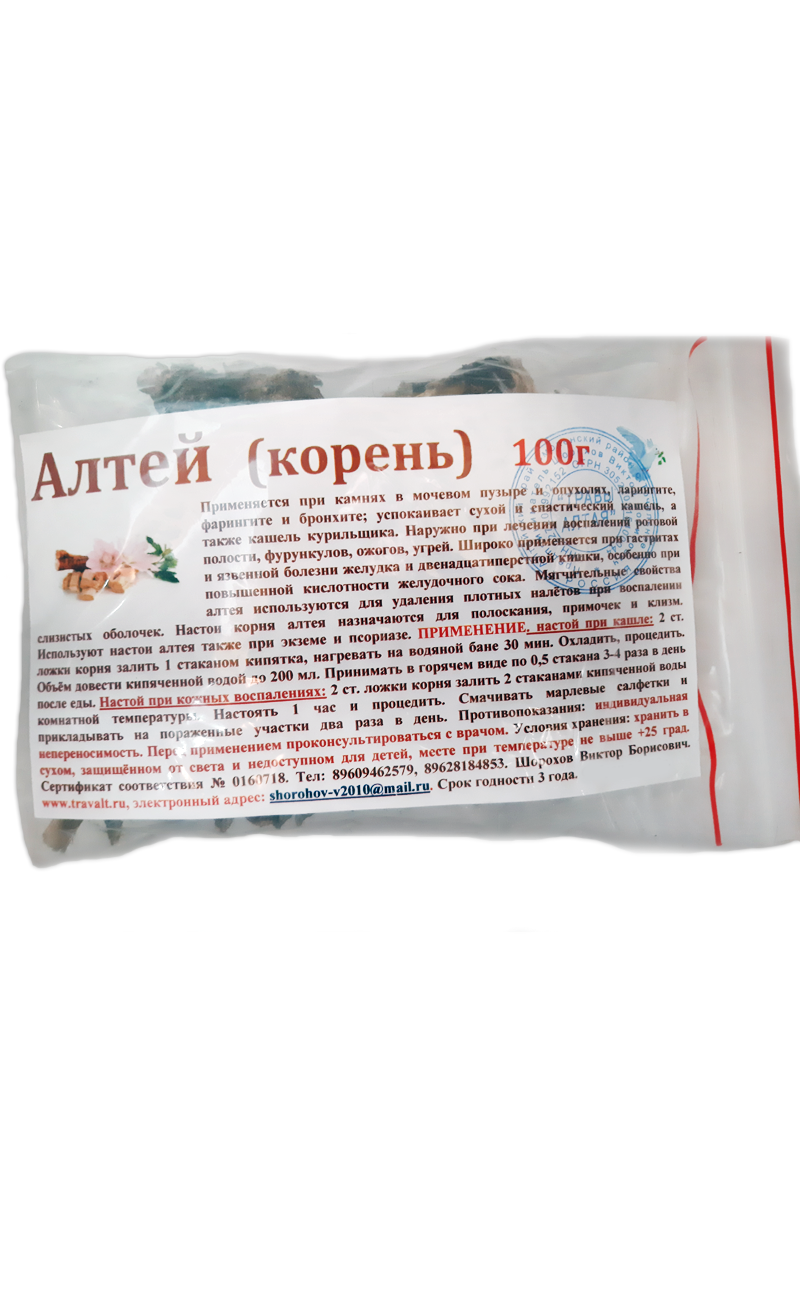 Алтей (корень) 100г
Применяется при камнях в мочевом пузыре и опухолях, ларингите,
фарингите и бронхите; успокаивает сухой и спастический кашель, а
также кашель курильщика. Наружно при лечении воспалений ротовой
полости, фурункулов, ожогов, угрей. Широко применяется при гастритах
и язвенной болезни желудка и двенадцатиперстной кишки, особенно при
повышенной кислотности желудочного сока. Мягчительные свойства
алтея используются для удаления плотных налётов при воспалении
слизистых оболочек. Настои корня алтея назначаются для полоскания, примочек и клизм.
Используют настои алтея также при экземе и псориазе. ПРИМЕНЕНИЕ. настой при кашле: 2 ст.
ложки корня залить 1 стаканом кипятка, нагревать на водяной бане 30 мин. Охладить, процедить.
Объём довести кипяченной водой до 200 мл. Принимать в горячем виде по 0,5 стакана 3-4 раза в день
после еды. Настой при кожных воспалениях: 2 ст. ложки корня залить 2 стаканами кипяченной воды
комнатной температуры. Настоять 1 час и процедить. Смачивать марлевые салфетки и
прикладывать на пораженные участки два раза в день. Противопоказания: индивидуальная
непереносимость. применением проконсультироваться с врачом. Условия хранения: хранить в
сухом, защищённом от света и недоступном для детей, месте при температуре не выше +25 град.
Сертификат соответствия № 0160718. Тел: 89609462579, 89628184853. Шорохов Виктор Борисович.
www.travalt.ru, электронный адрес: shorohov-v2010@mail.ru. Срок годности 3 года.
"ТРАВЫ
АЛТАЯ"